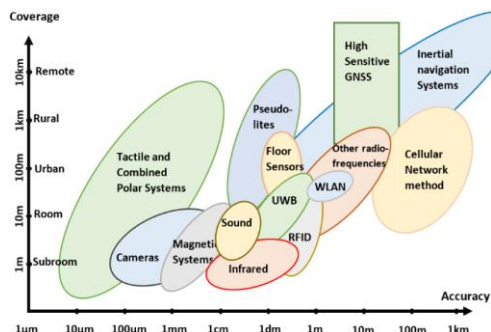 Coverage
10km
Remote
1km
Rural
100m
Urban
10m
Room
1m
Subroom
High
Sensitive
GNSS
Inertial
navigation
Systems
Pseudo-
lites
Tactile and
Combined
Polar Systems
Floor
Sensors
Other radio-
frequencies
Cellular
Network
method
WLAN
UWB
Sound
RFID
Cameras
Magnetic
Systems
Infrared
Accuracy
1um
10µm
100um
1mm
1cm
1dm
1m
10m
100m
1km